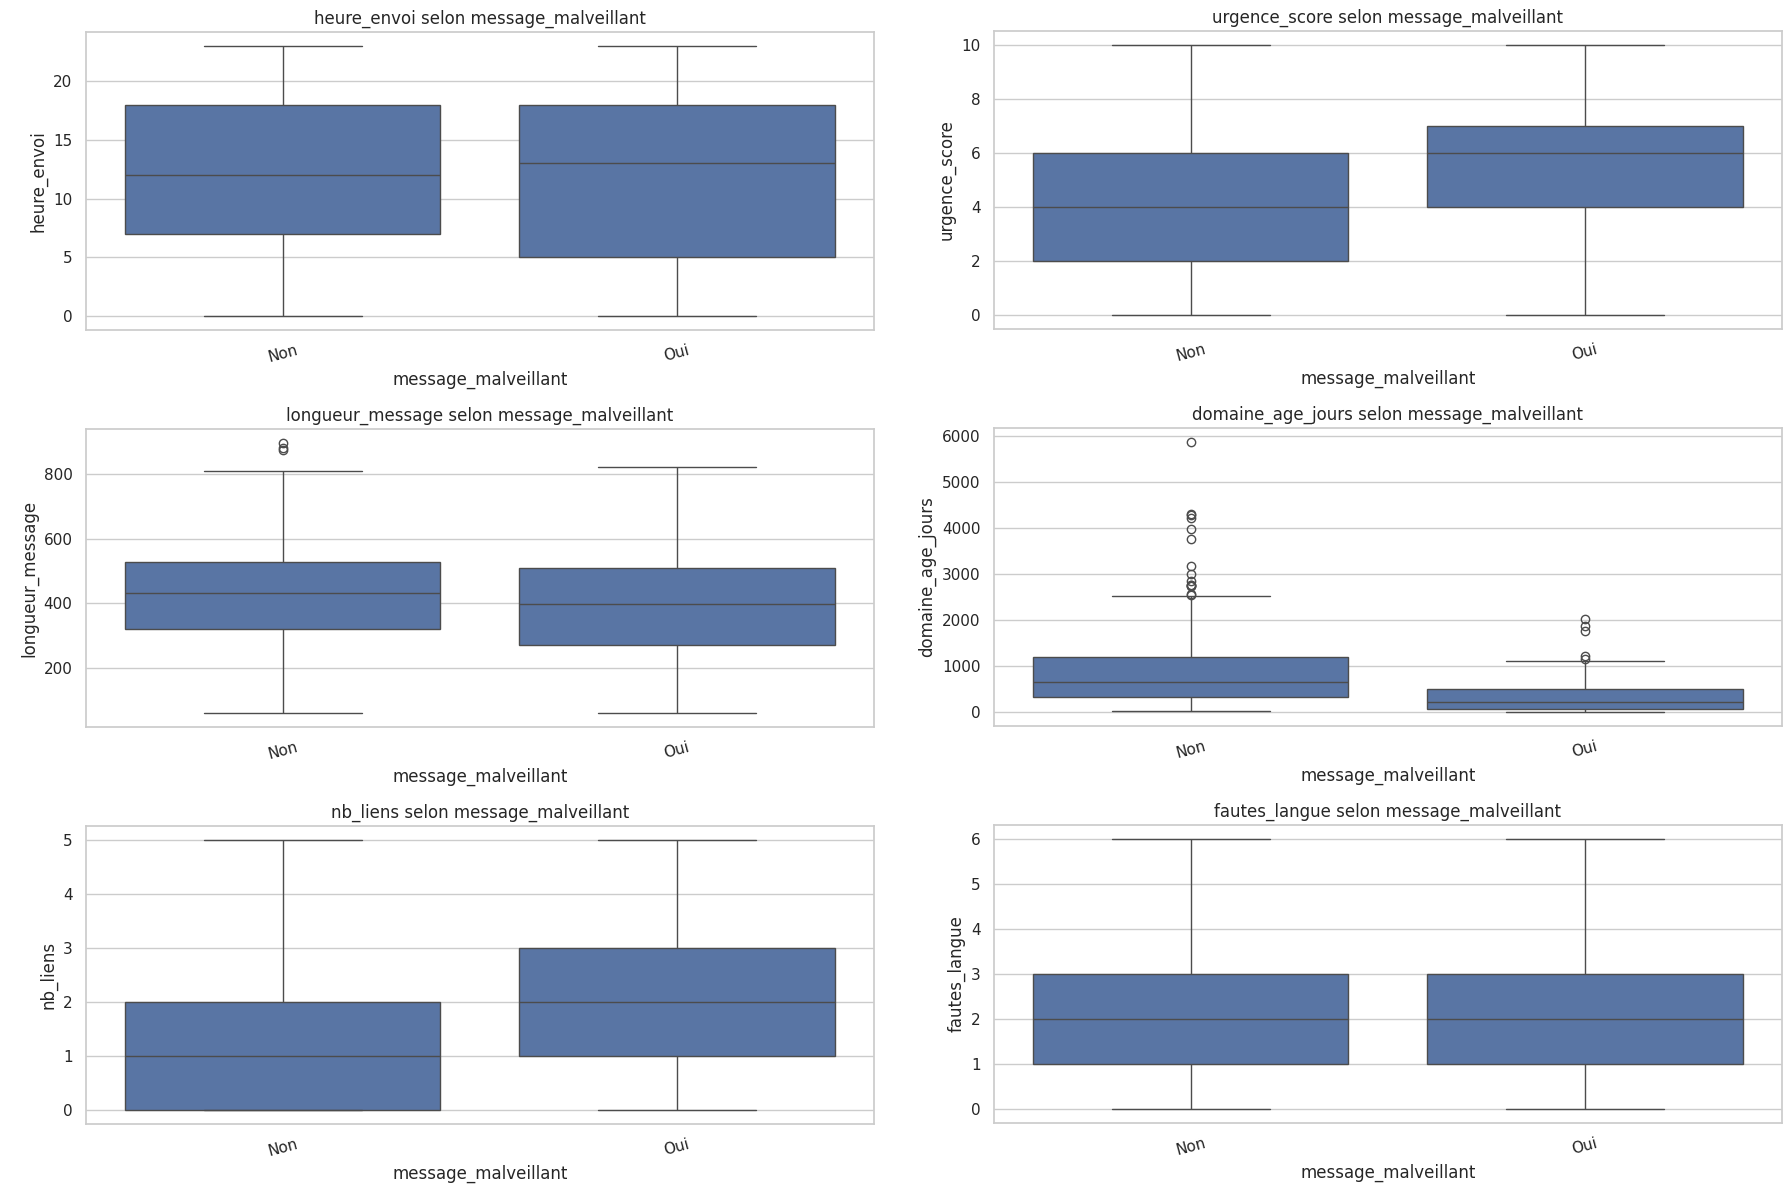 heure_envoi selon message_malveillant
heure_envoi
20
15
10
5
0
Non
Oui
message_malveillant
urgence_score selon message_malveillant
urgence_score
10
8
6
4
2
0
Non
Oui
message_malveillant
longueur_message selon message_malveillant
longueur_message
800
600
400
200
Non
Oui
message_malveillant
domaine_age_jours selon message_malveillant
domaine_age_jours
6000
5000
4000
3000
2000
1000
0
Non
Oui
message_malveillant
nb_liens selon message_malveillant
nb_liens
5
4
3
2
1
0
Non
Oui
message_malveillant
fautes_langue selon message_malveillant
fautes_langue
6
5
4
3
2
1
0
Non
Oui
message_malveillant